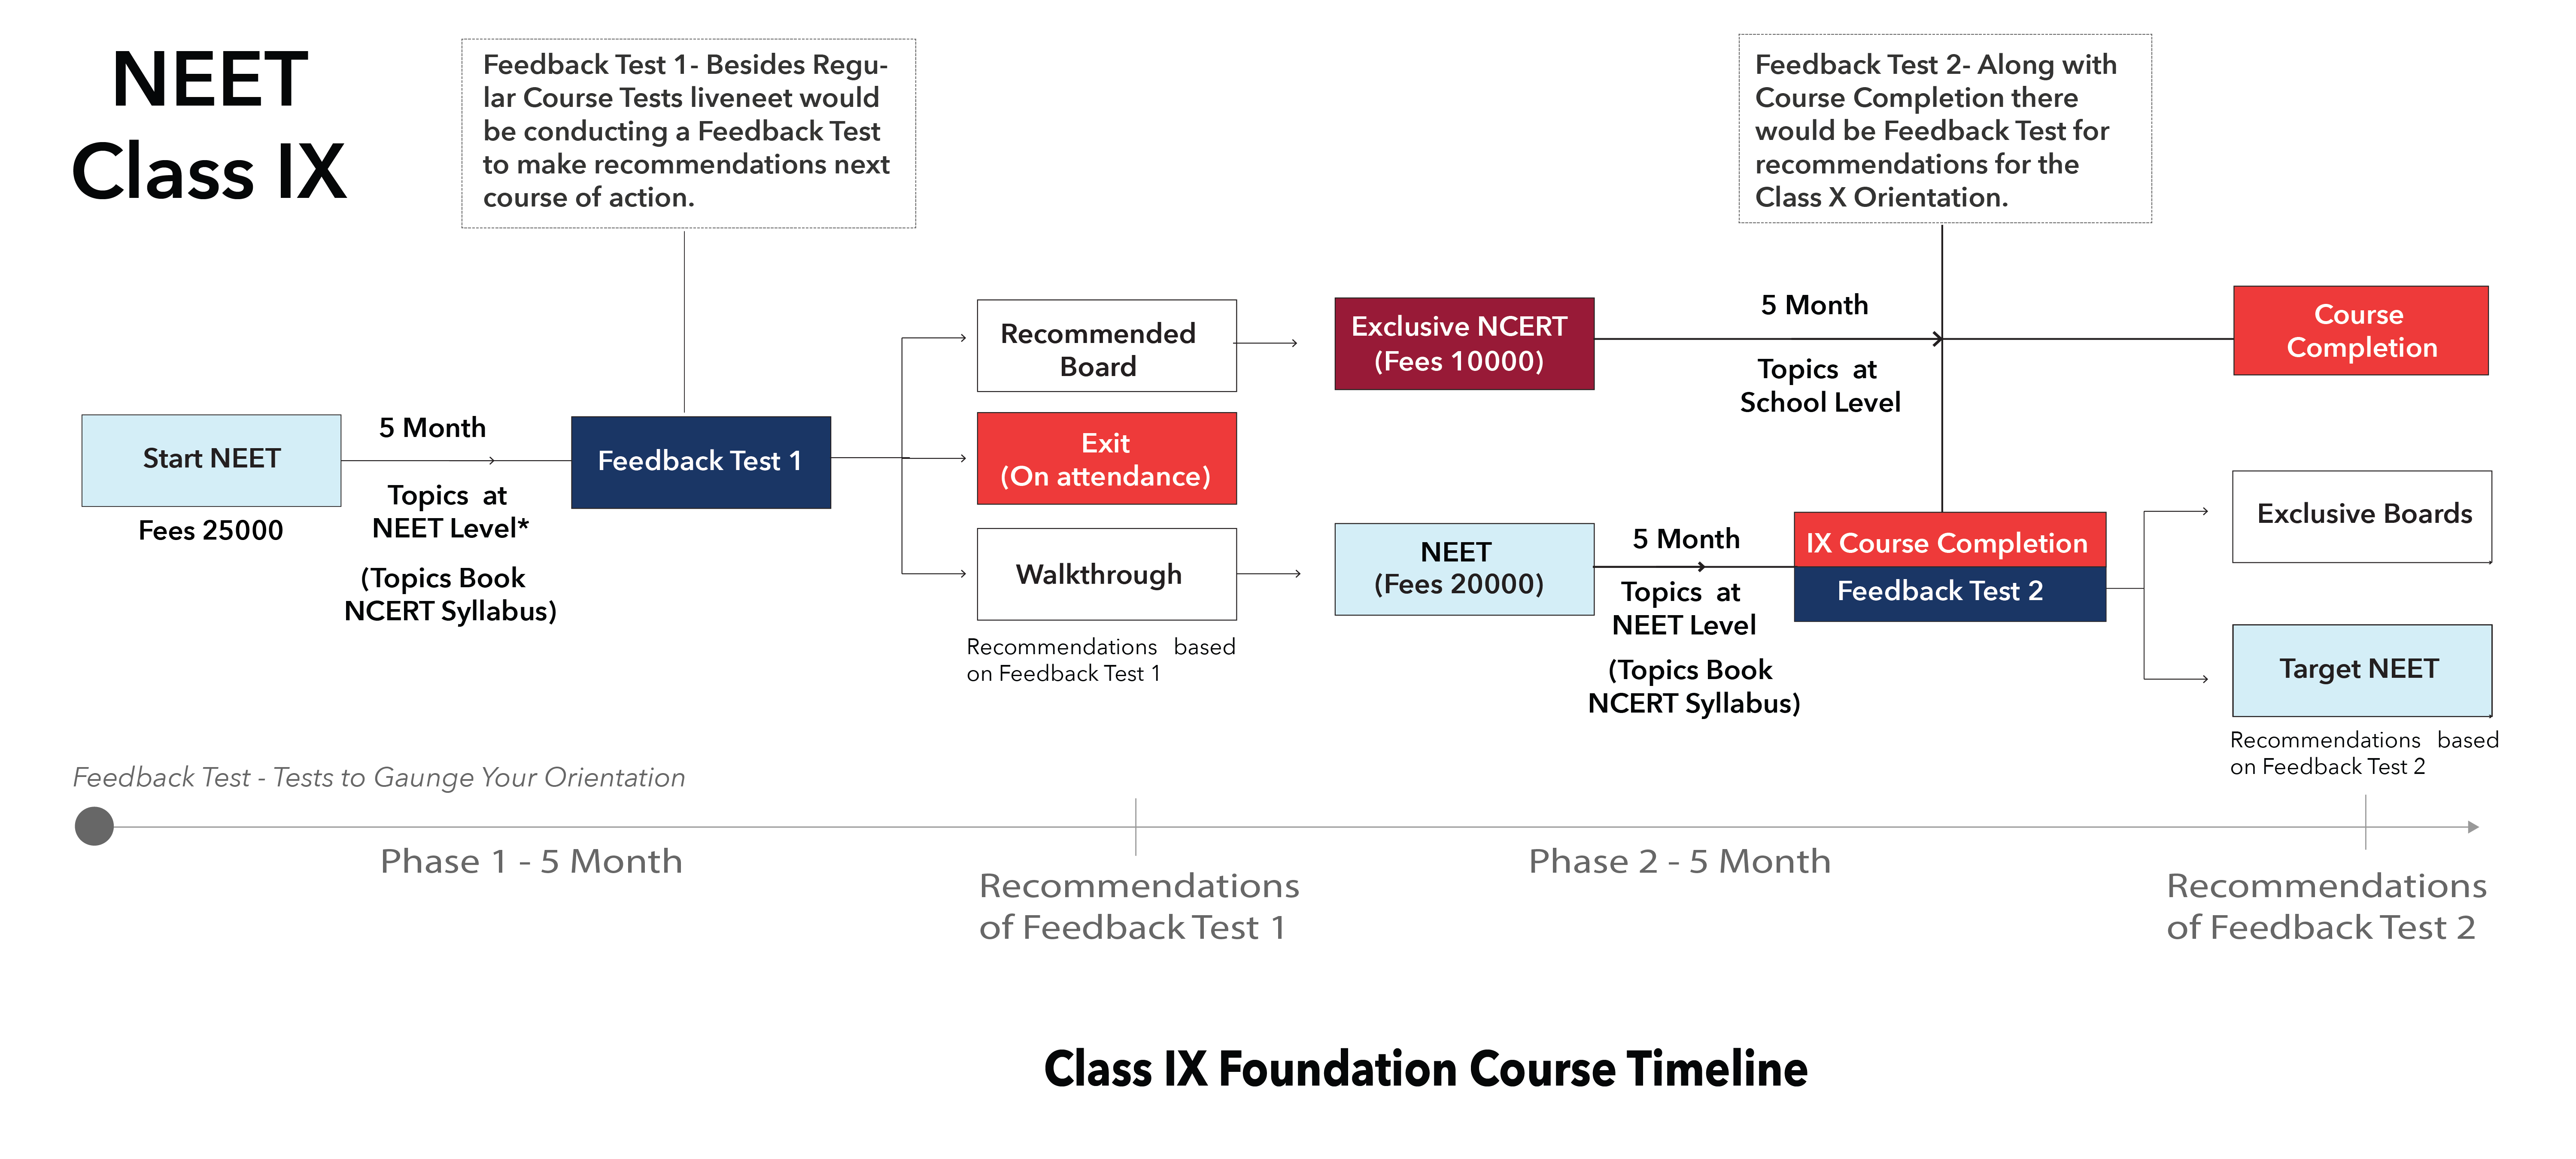 NEET
Class IX
Feedback Test 1- Besides Regu-
lar Course Tests liveneet would
be conducting a Feedback Test
to make recommendations next
course of action.
Feedback Test 2- Along with
Course Completion there
would be Feedback Test for
recommendations for the
Class X Orientation.
Start NEET
Fees 25000
5 Month
Topics at
NEET Level*
(Topics Book
NCERT Syllabus)
Feedback Test 1
Recommended
Board
Exit
(On attendance)
Walkthrough
Recommendations based
on Feedback Test 1
Exclusive NCERT
(Fees 10000)
5 Month
Topics at
School Level
Course
Completion
NEET
(Fees 20000)
5 Month
Topics at
NEET Level
(Topics Book
NCERT Syllabus)
IX Course Completion
Feedback Test 2
Exclusive Boards
Target NEET
Recommendations based
on Feedback Test 2
Feedback Test - Tests to Gaunge Your Orientation
Phase 1 - 5 Month
Recommendations
of Feedback Test 1
Phase 2 - 5 Month
Recommendations
of Feedback Test 2
Class IX Foundation Course Timeline